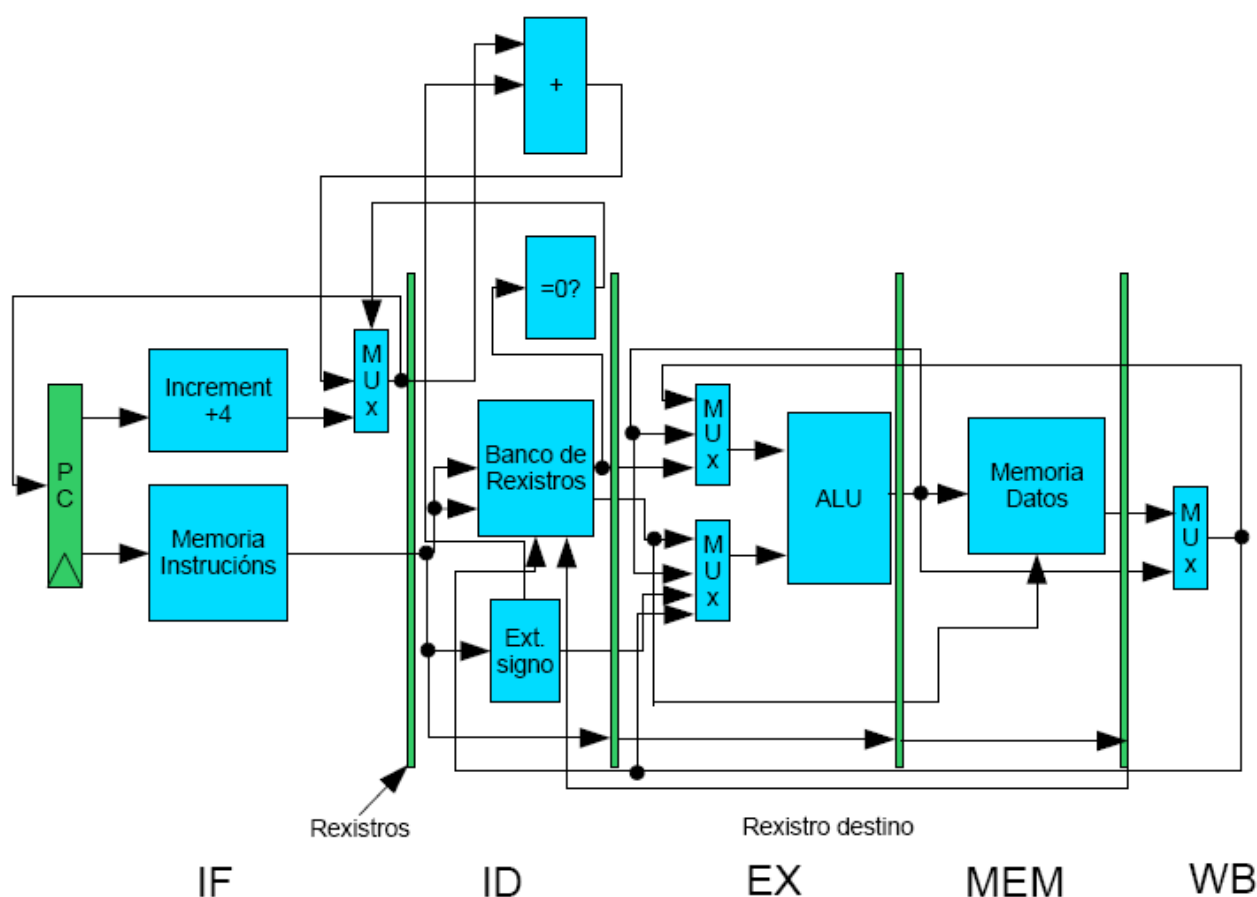 +
=0?
M
U
x
Increment
+4
P
C
Memoria
Instrucións
Banco de
Rexistros
Ext.
signo
M
U
x
M
U
x
ALU
Memoria
Datos
M
U
x
Rexistros
Rexistro destino
IF
ID
EX
MEM
WB